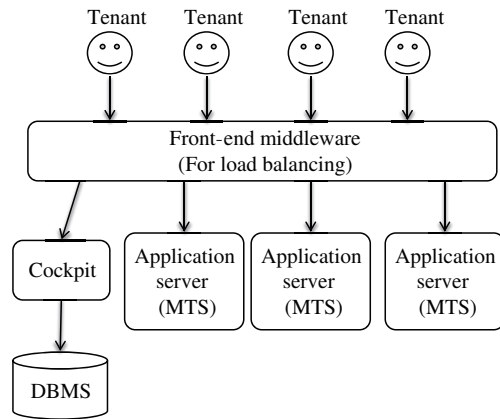 Tenant
Tenant
Tenant
Tenant
Front-end middleware
(For load balancing)
Cockpit
Application
server
(MTS)
Application
server
(MTS)
Application
server
(MTS)
DBMS